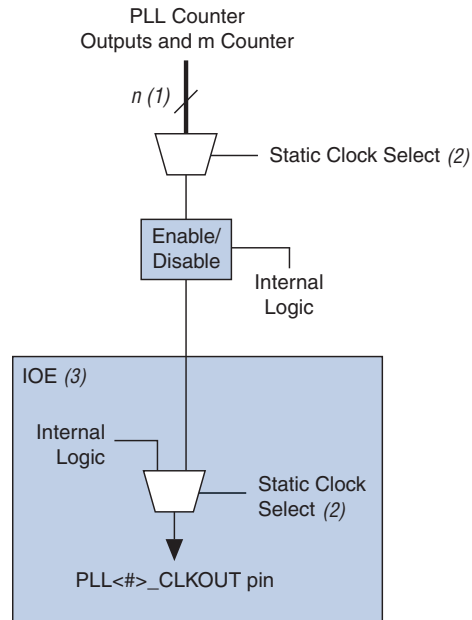 PLL Counter
Outputs and m Counter
n (1)
Static Clock Select (2)
Enable/
Disable
Internal
Logic
IOE (3)
Internal
Logic
Static Clock
Select (2)
PLL<#>_CLKOUT pin